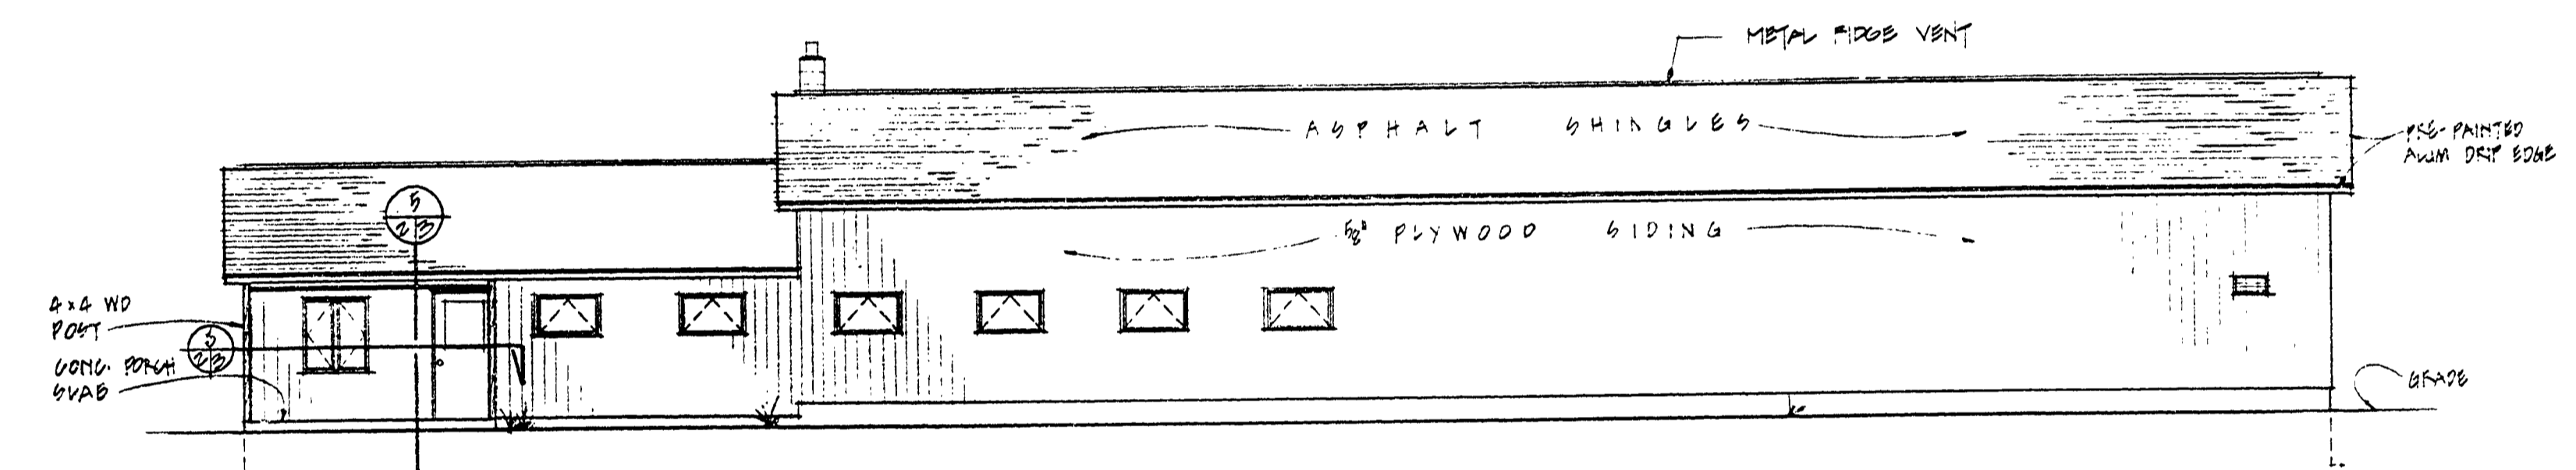 METAL RIDGE VENT
ASPHALT SHINGLES
PRE-PAINTED
ALUM DRIP EDGE
5
2 3
5/8" PLYWOOD SIDING
4x4 WD
POST
5
2 3
CONC. PORCH
SLAB
GRADE